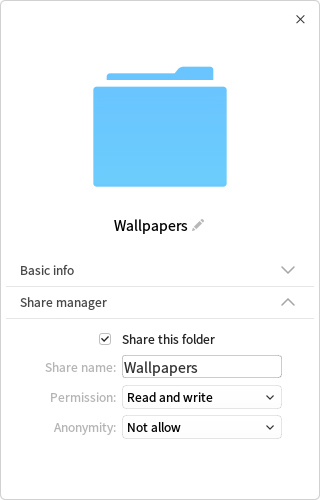 Wallpapers
Basic info
Share manager
Share this folder
Share name: Wallpapers
Permission: Read and write
Anonymity: Not allow